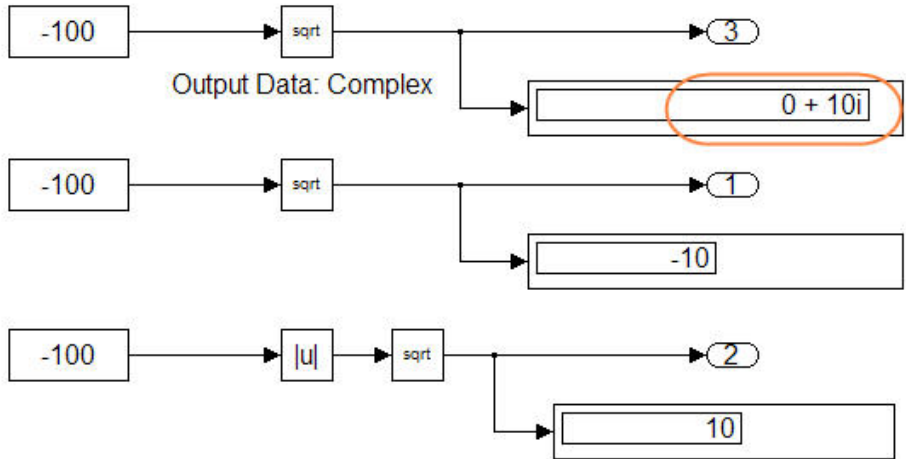 -100
sqrt
3
Output Data: Complex
0 + 10i
-100
sqrt
1
-10
-100
|u|
sqrt
2
10